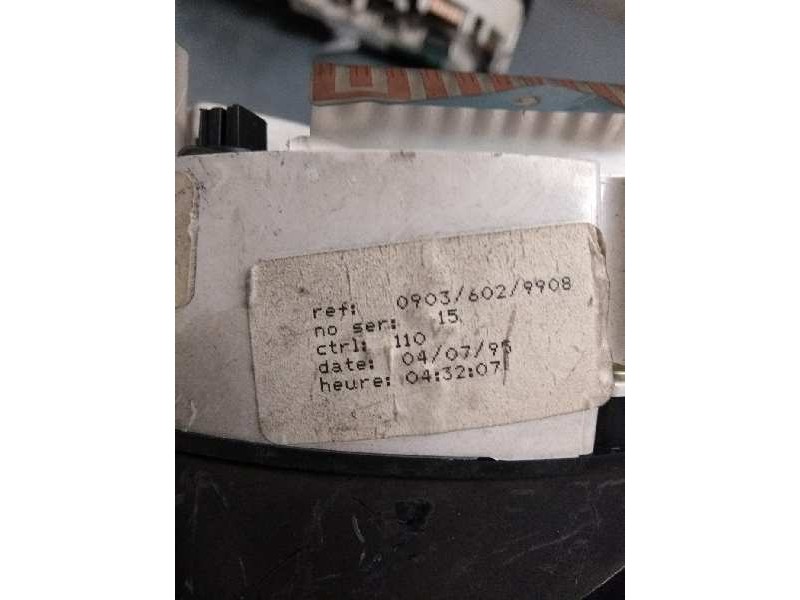 ref: 0903/602/9908
no ser: 15
ctrl: 110
date: 04/07/95
heure: 04:32:07